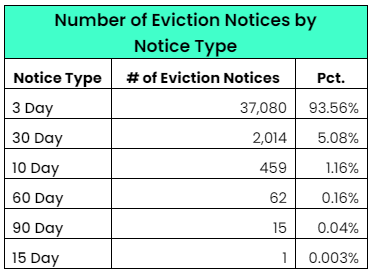 Number of Eviction Notices by
Notice Type
Notice Type # of Eviction Notices Pct.
3 Day 37,080 93.56%
30 Day 2,014 5.08%
10 Day 459 1.16%
60 Day 62 0.16%
90 Day 15 0.04%
15 Day 1 0.003%